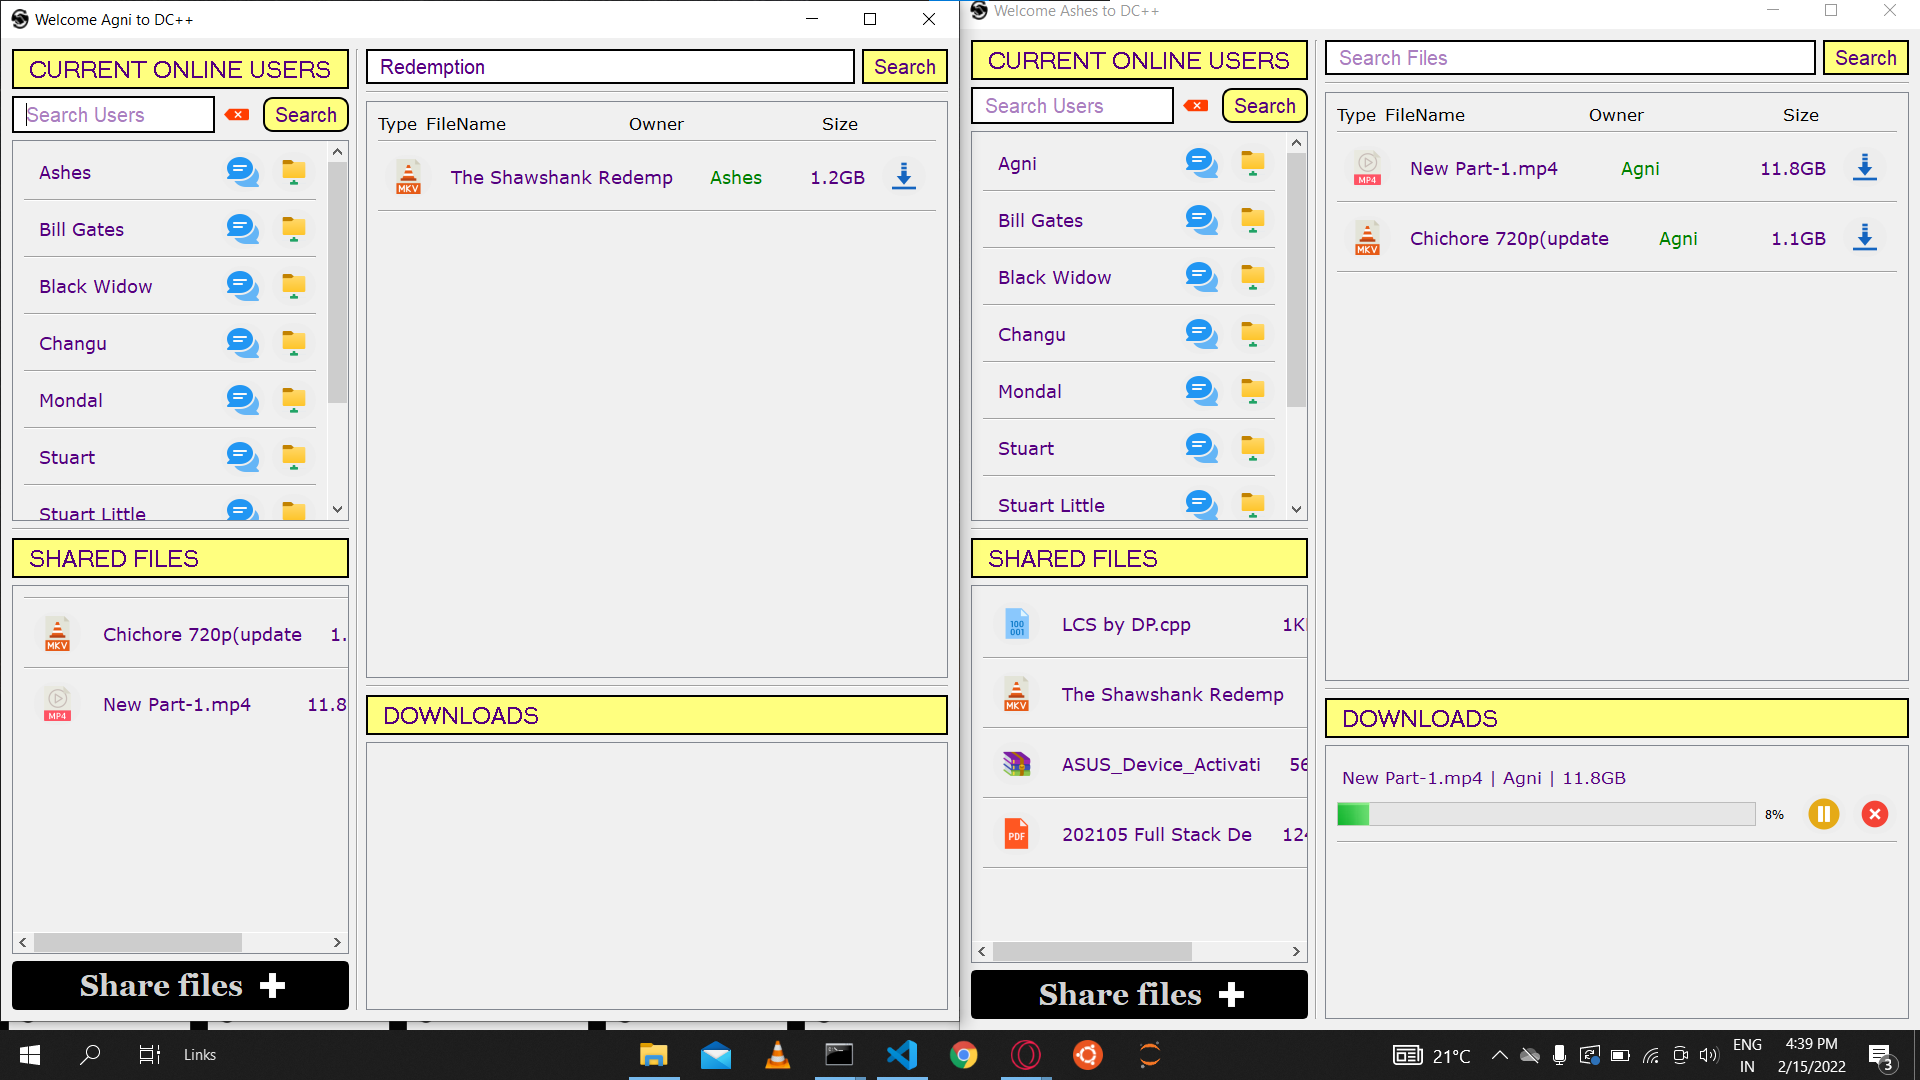 Welcome Agni to DC++
CURRENT ONLINE USERS
Search Users
Search
Ashes
Bill Gates
Black Widow
Changu
Mondal
Stuart
Stuart Little
SHARED FILES
Chichore 720p(update 1.
MKV
New Part-1.mp4 11.8
MP4
Share files
Redemption
Search
Type FileName Owner Size
MKV
The Shawshank Redemp Ashes 1.2GB
DOWNLOADS
Welcome Ashes to DC++
CURRENT ONLINE USERS
Search Users
Search
Agni
Bill Gates
Black Widow
Changu
Mondal
Stuart
Stuart Little
SHARED FILES
100
001
LCS by DP.cpp 1K
MKV
The Shawshank Redemp
ASUS_Device_Activati 56
PDF
202105 Full Stack De 124
Share files
Search Files
Search
Type FileName Owner Size
MP4
New Part-1.mp4 Agni 11.8GB
MKV
Chichore 720p(update Agni 1.1GB
DOWNLOADS
New Part-1.mp4 | Agni | 11.8GB
8%
Links
21°C
ENG
IN
4:39 PM
2/15/2022
3